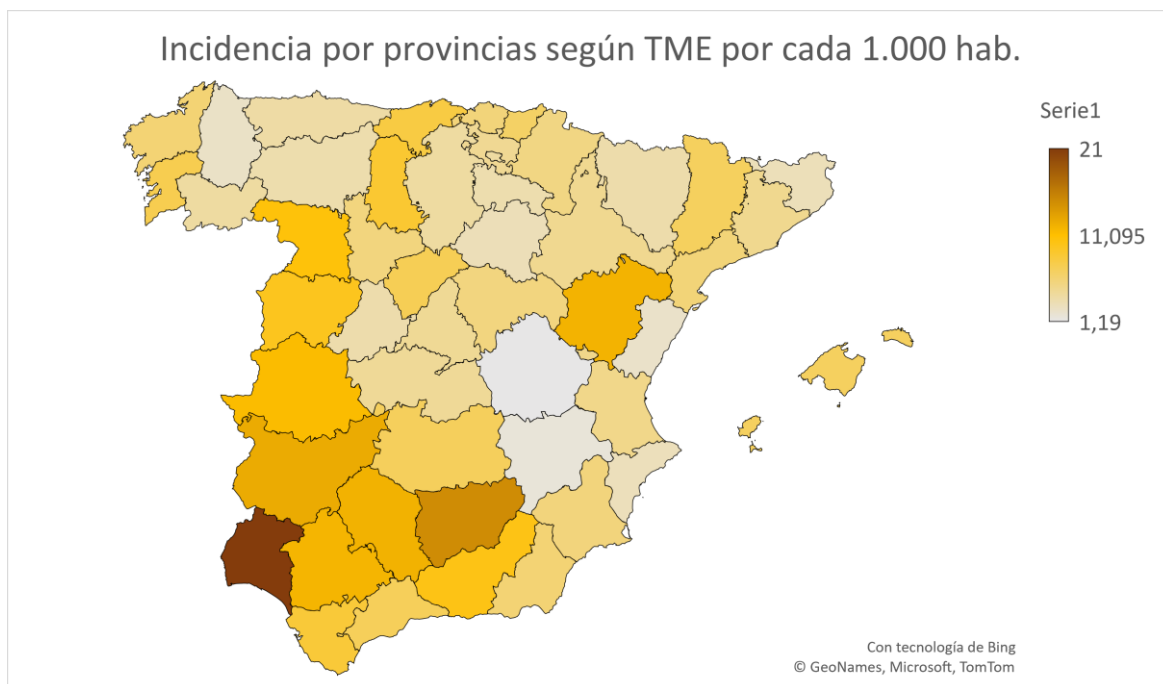 Incidencia por provincias según TME por cada 1.000 hab.
Serie1
21
11,095
1,19
Con tecnología de Bing
© GeoNames, Microsoft, TomTom